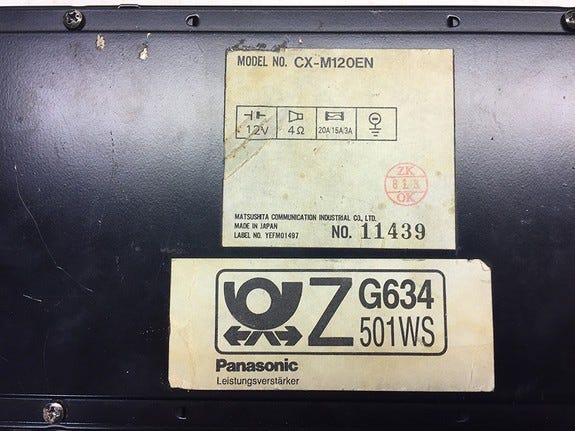 MODEL NO. CX-M120EN
12V 4Ω 20A/15A/3A
ZK
OK
MATSUSHITA COMMUNICATION INDUSTRIAL CO., LTD.
MADE IN JAPAN
LABEL NO. YEFM01497 NO. 11439
Z G634
501WS
Panasonic
Leistungsverstärker